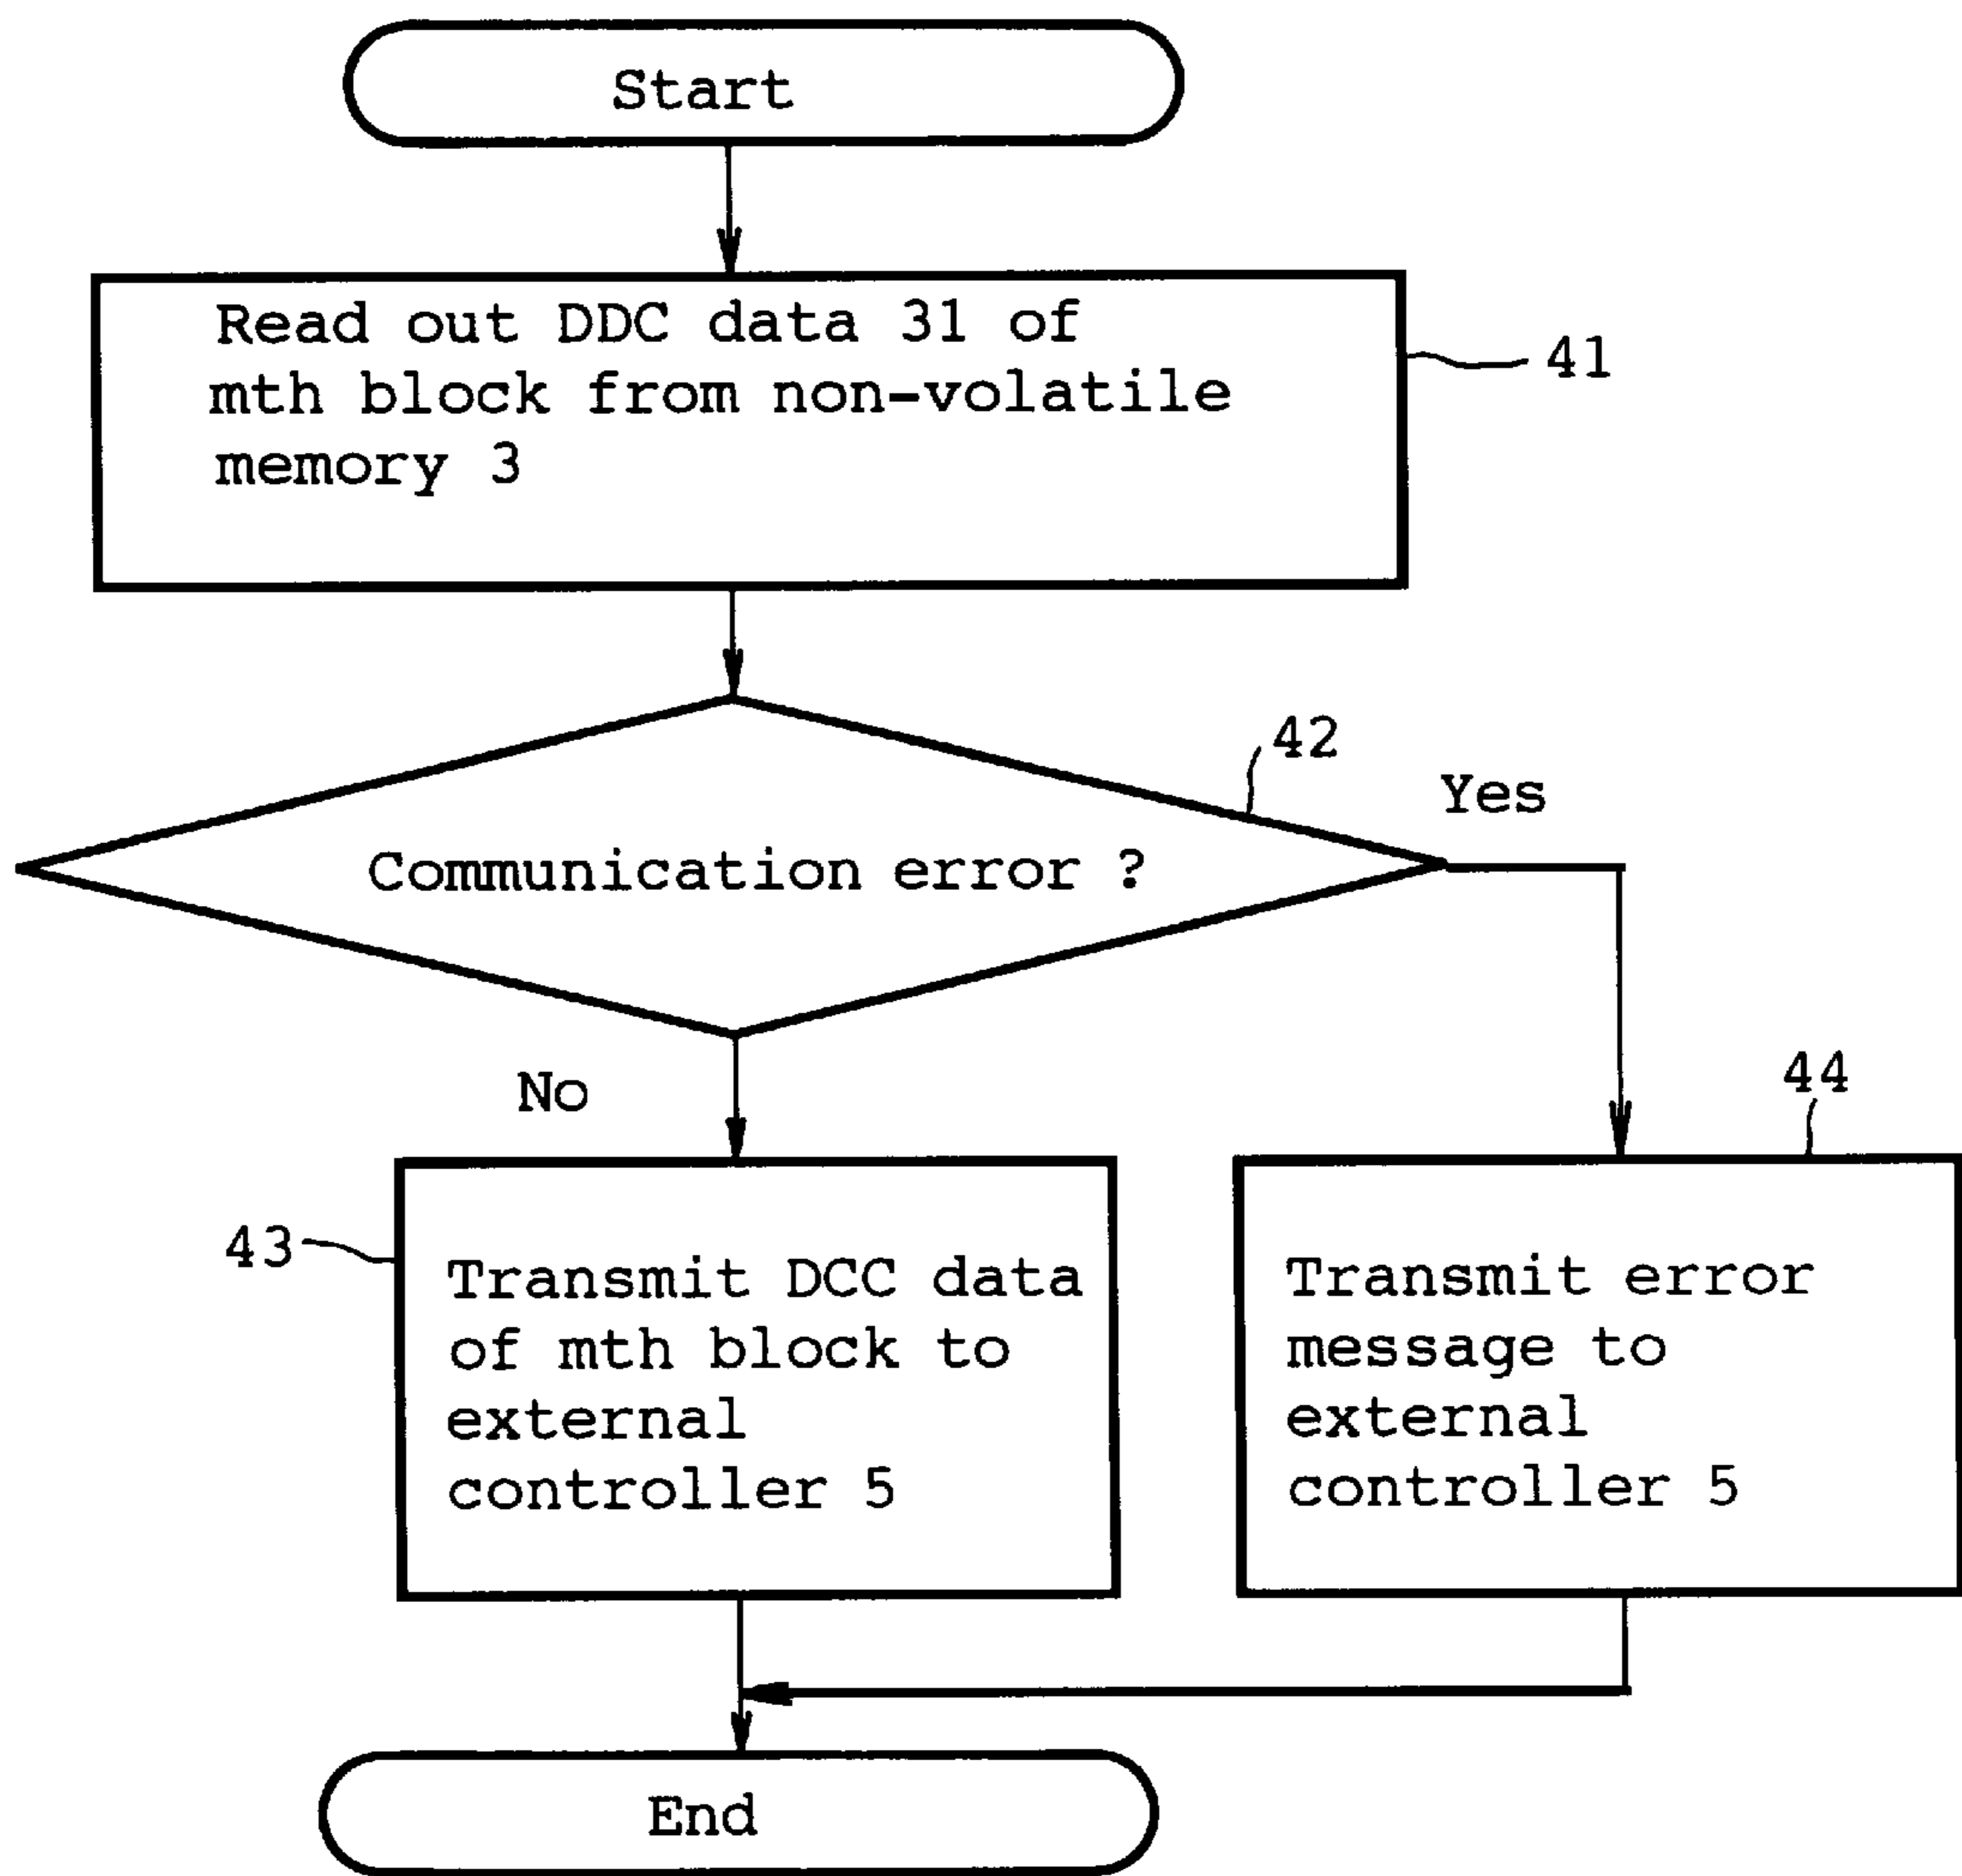 Start
Read out DDC data 31 of
mth block from non-volatile
memory 3
41
42
Yes
Communication error ?
No
44
43
Transmit DCC data
of mth block to
external
controller 5
Transmit error
message to
external
controller 5
End